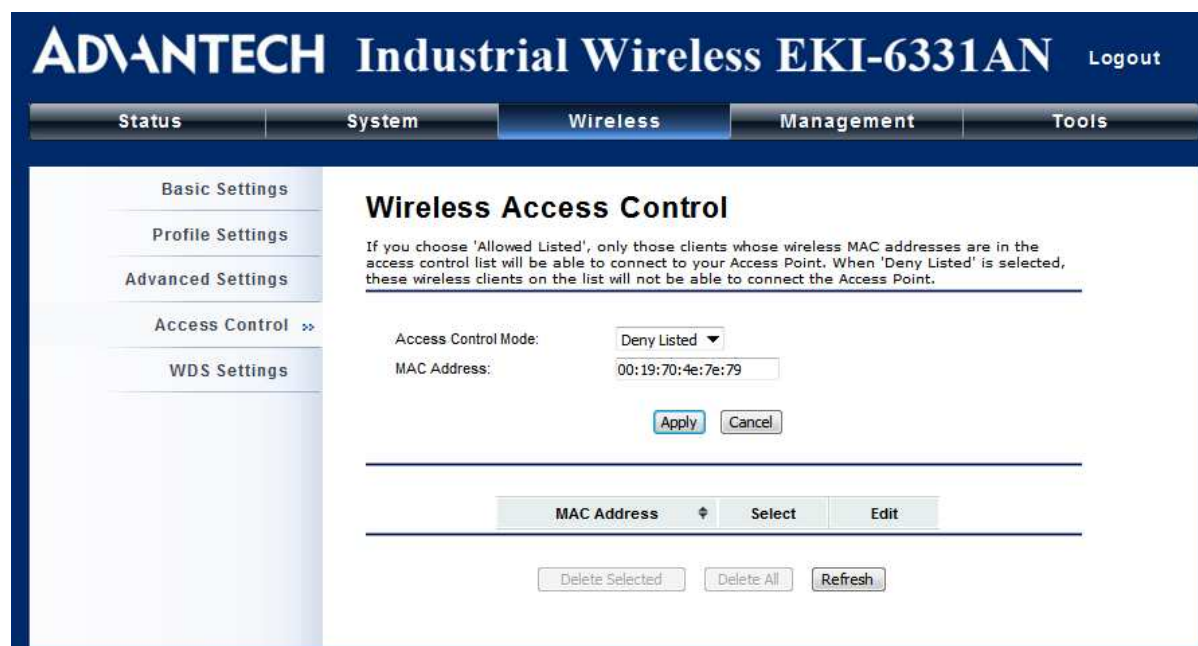 ADVANTECH Industrial Wireless EKI-6331AN Logout
Status System Wireless Management Tools
Basic Settings
Profile Settings
Advanced Settings
Access Control »
WDS Settings
Wireless Access Control
If you choose 'Allowed Listed', only those clients whose wireless MAC addresses are in the
access control list will be able to connect to your Access Point. When 'Deny Listed' is selected,
these wireless clients on the list will not be able to connect the Access Point.
Access Control Mode: Deny Listed
MAC Address: 00:19:70:4e:7e:79
Apply Cancel
MAC Address Select Edit
Delete Selected Delete All Refresh